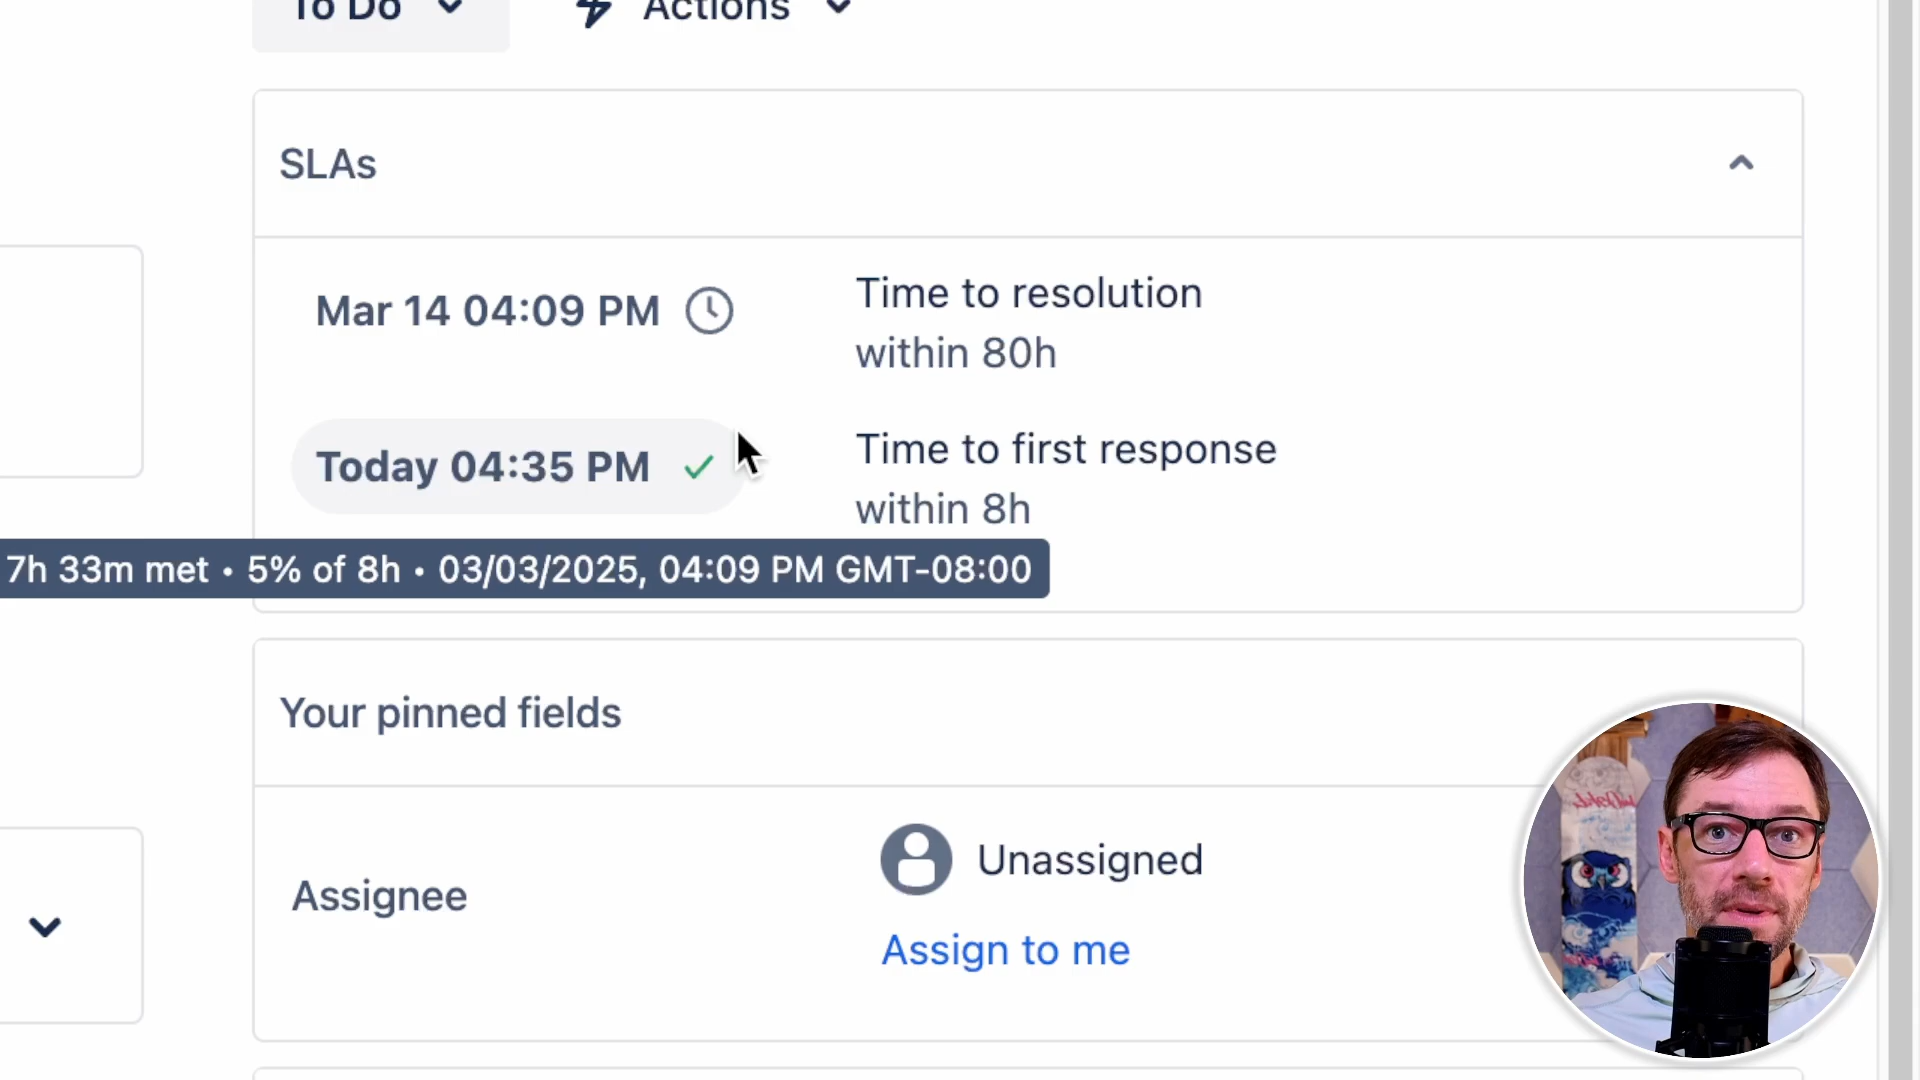 To Do
Actions
SLAs
Mar 14 04:09 PM
Time to resolution
within 80h
Today 04:35 PM
Time to first response
within 8h
7h 33m met • 5% of 8h • 03/03/2025, 04:09 PM GMT-08:00
Your pinned fields
Assignee
Unassigned
Assign to me